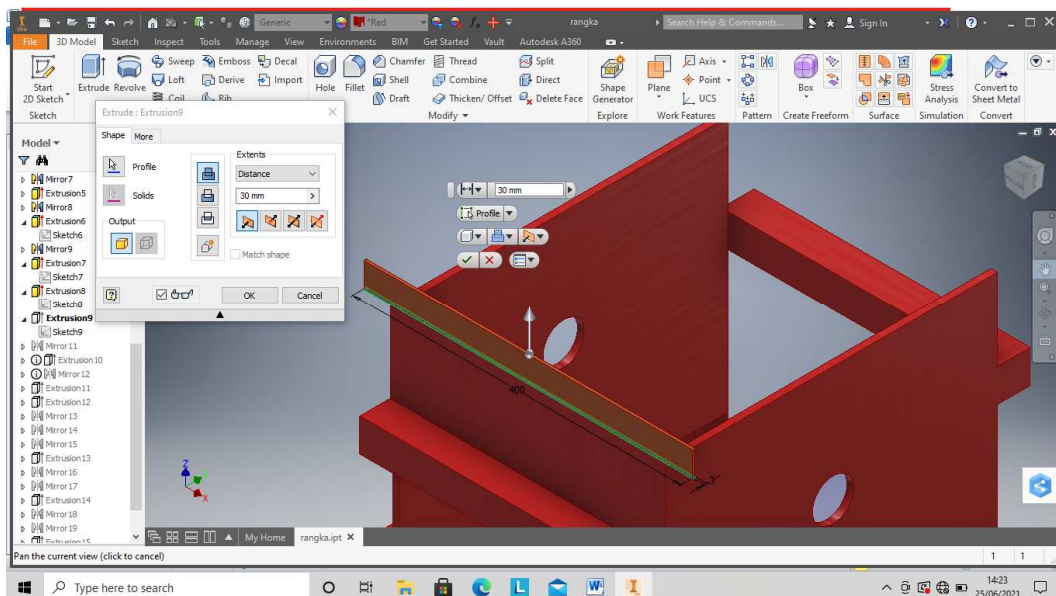 PRO
Generic
*Red
rangka
Search Help & Commands...
Sign In
File 3D Model Sketch Inspect Tools Manage View Environments BIM Get Started Vault Autodesk A360
Start
2D Sketch
Extrude Revolve
Sweep Emboss Decal
Loft Derive Import
Coil Rib
Hole Fillet
Chamfer Thread Split
Shell Combine Direct
Draft Thicken/ Offset Delete Face
Shape
Generator
Plane
Axis
Point
UCS
Box
Stress
Analysis
Convert to
Sheet Metal
Sketch Modify Explore Work Features Pattern Create Freeform Surface Simulation Convert
Extrude : Extrusion9
Shape More
Profile
Solids
Output
Extents
Distance
30 mm
Match shape
OK Cancel
Model
Mirror7
Extrusion5
Mirror8
Extrusion6
Sketch6
Mirror9
Extrusion7
Sketch7
Extrusion8
Sketch8
Extrusion9
Sketch9
Mirror11
Extrusion10
Mirror12
Extrusion11
Extrusion12
Mirror13
Mirror14
Mirror15
Extrusion13
Mirror16
Mirror17
Extrusion14
Mirror18
Mirror19
Extrusion15
30 mm
Profile
400
Z
X
My Home rangka.ipt
Pan the current view (click to cancel)
1 1
Type here to search
14:23
25/06/2021